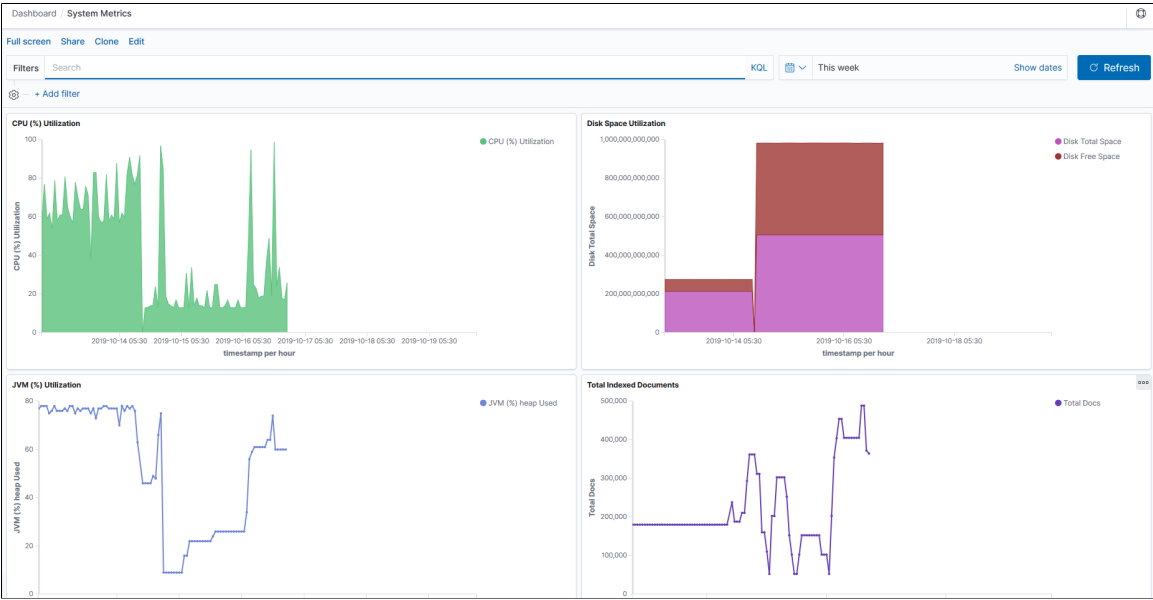 Dashboard / System Metrics
Full screen Share Clone Edit
Filters Search KQL This week Show dates Refresh
+ Add filter
CPU (%) Utilization
100
80
60
40
20
0
CPU (%) Utilization
CPU (%) Utilization
2019-10-14 05:30 2019-10-15 05:30 2019-10-16 05:30 2019-10-17 05:30 2019-10-18 05:30 2019-10-19 05:30
timestamp per hour
Disk Space Utilization
1,000,000,000,000
800,000,000,000
600,000,000,000
400,000,000,000
200,000,000,000
0
Disk Total Space
Disk Total Space
Disk Free Space
2019-10-14 05:30 2019-10-16 05:30 2019-10-18 05:30
timestamp per hour
JVM (%) Utilization
80
60
40
20
0
JVM (%) heap Used
JVM (%) heap Used
Total Indexed Documents
500,000
400,000
300,000
200,000
100,000
0
Total Docs
Total Docs